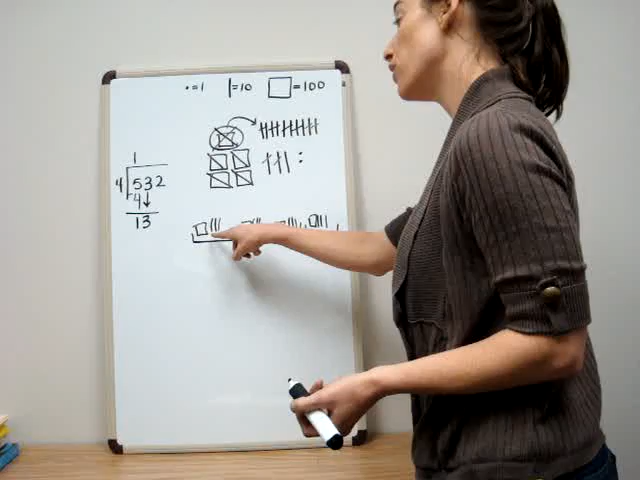 • = 1 | = 10 □ = 100
1
4 532
4
13